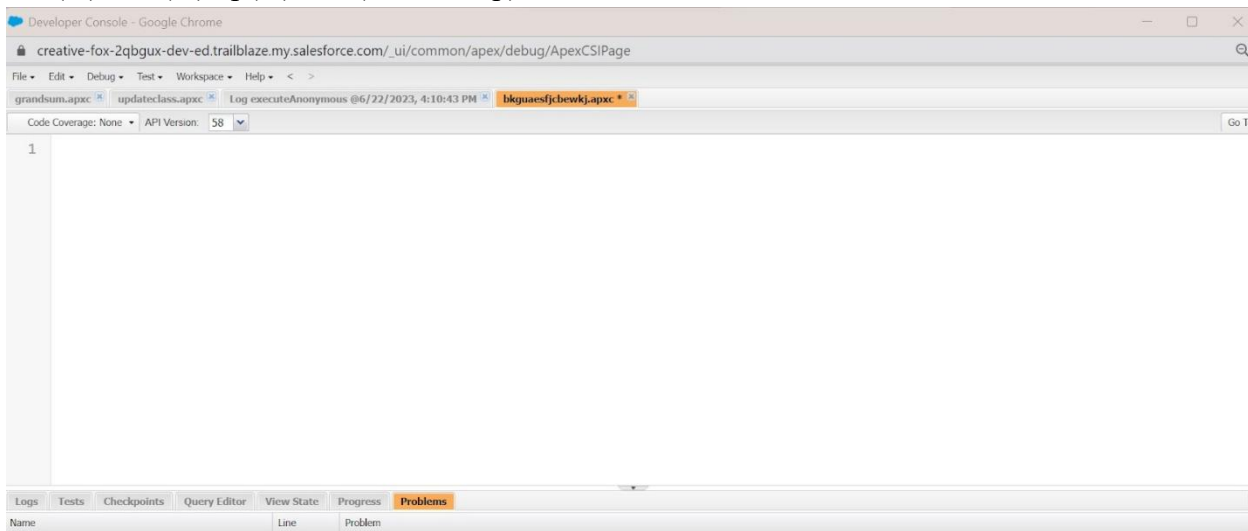 Developer Console - Google Chrome
creative-fox-2qbgux-dev-ed.trailblaze.my.salesforce.com/_ui/common/apex/debug/ApexCSIPage
File Edit Debug Test Workspace Help < >
grandsum.apxc updateclass.apxc Log executeAnonymous @6/22/2023, 4:10:43 PM bkguaesfjcbewkj.apxc *
Code Coverage: None API Version: 58 Go T
1
Logs Tests Checkpoints Query Editor View State Progress Problems
Name Line Problem